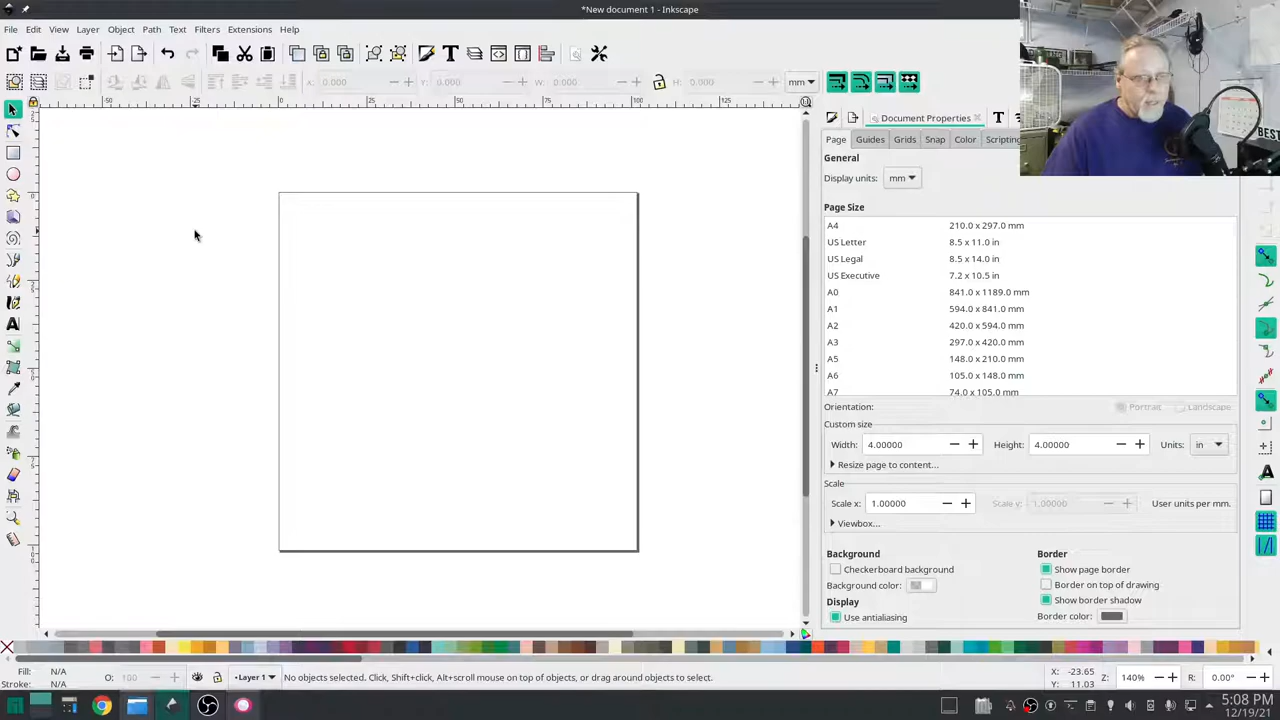 *New document 1 - Inkscape
File Edit View Layer Object Path Text Filters Extensions Help
X: 0.000 Y: 0.000 W: 0.000 H: 0.000 mm
-50 -25 0 25 50 75 100 125
Document Properties
Page Guides Grids Snap Color Scripting
General
Display units: mm
Page Size
A4 210.0 x 297.0 mm
US Letter 8.5 x 11.0 in
US Legal 8.5 x 14.0 in
US Executive 7.2 x 10.5 in
A0 841.0 x 1189.0 mm
A1 594.0 x 841.0 mm
A2 420.0 x 594.0 mm
A3 297.0 x 420.0 mm
A5 148.0 x 210.0 mm
A6 105.0 x 148.0 mm
A7 74.0 x 105.0 mm
Orientation: Portrait Landscape
Custom size
Width: 4.00000 Height: 4.00000 Units: in
Resize page to content...
Scale
Scale x: 1.00000 Scale y: 1.00000 User units per mm.
Viewbox...
Background Border
Checkerboard background Show page border
Background color: Border on top of drawing
Display Show border shadow
Use antialiasing Border color:
BEST
Fill: N/A
Stroke: N/A
O: 100
Layer 1
No objects selected. Click, Shift+click, Alt+scroll mouse on top of objects, or drag around objects to select.
X: -23.65
Y: 11.03
Z: 140% R: 0.00°
5:08 PM
12/19/21